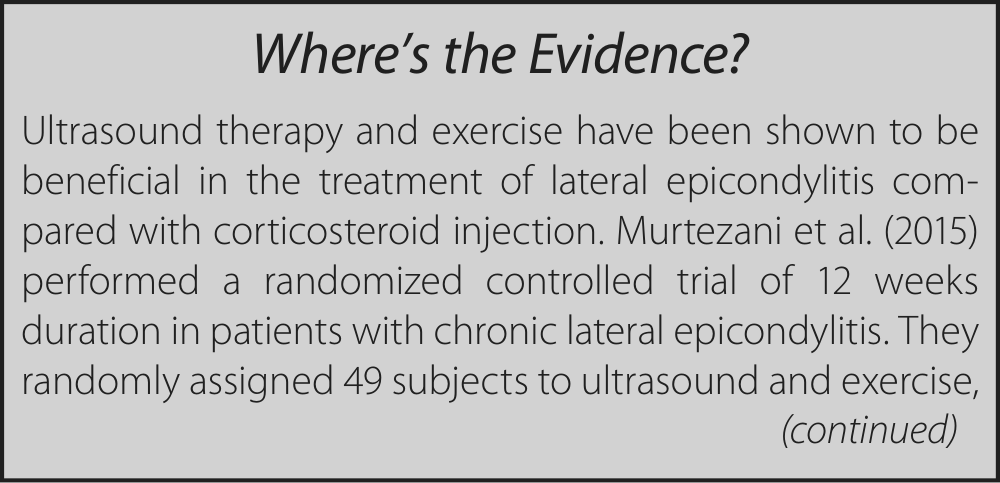 Where’s the Evidence?
Ultrasound therapy and exercise have been shown to be
beneficial in the treatment of lateral epicondylitis com-
pared with corticosteroid injection. Murtezani et al. (2015)
performed a randomized controlled trial of 12 weeks
duration in patients with chronic lateral epicondylitis. They
randomly assigned 49 subjects to ultrasound and exercise,
(continued)